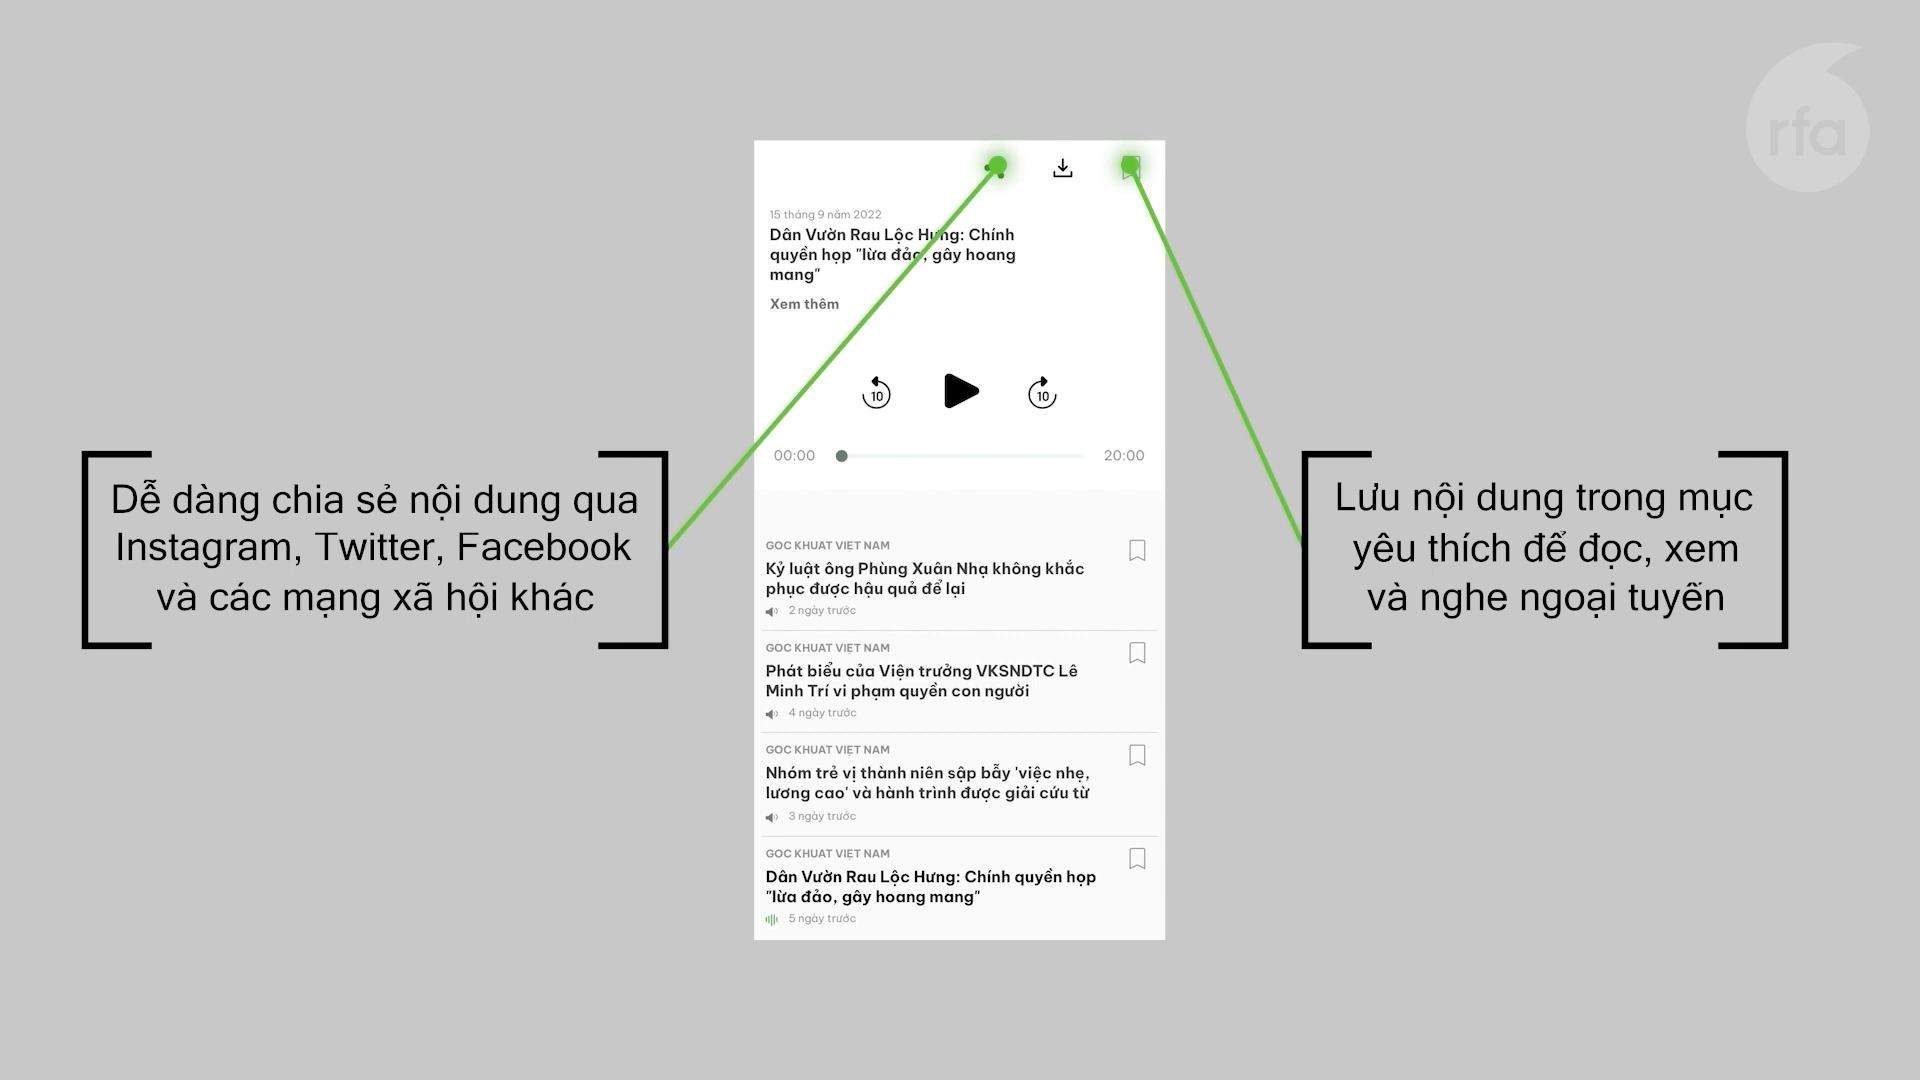 rfa
15 tháng 9 năm 2022
Dân Vườn Rau Lộc Hưng: Chính
quyền họp "lừa đảo, gây hoang
mang"
Xem thêm
10
10
00:00
20:00
Dễ dàng chia sẻ nội dung qua
Instagram, Twitter, Facebook
và các mạng xã hội khác
Lưu nội dung trong mục
yêu thích để đọc, xem
và nghe ngoại tuyến
GOC KHUAT VIỆT NAM
Kỷ luật ông Phùng Xuân Nhạ không khắc
phục được hậu quả để lại
2 ngày trước
GOC KHUAT VIỆT NAM
Phát biểu của Viện trưởng VKSNDTC Lê
Minh Trí vi phạm quyền con người
4 ngày trước
GOC KHUAT VIỆT NAM
Nhóm trẻ vị thành niên sập bẫy 'việc nhẹ,
lương cao' và hành trình được giải cứu từ
3 ngày trước
GOC KHUAT VIỆT NAM
Dân Vườn Rau Lộc Hưng: Chính quyền họp
"lừa đảo, gây hoang mang"
5 ngày trước